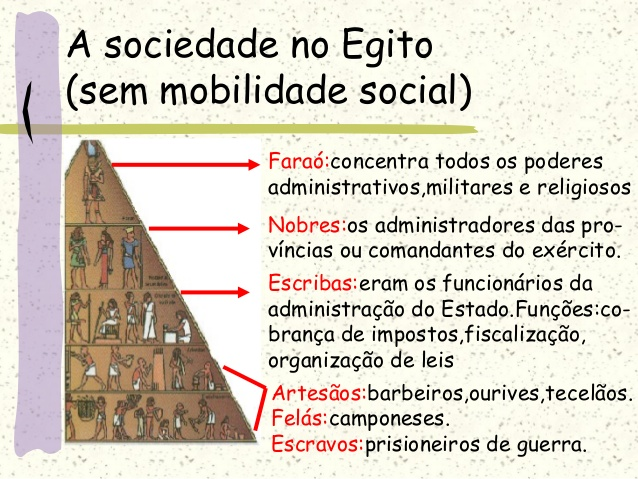 A sociedade no Egito
(sem mobilidade social)
Faraó:concentra todos os poderes
administrativos,militares e religiosos
Nobres:os administradores das pro-
víncias ou comandantes do exército.
Escribas:eram os funcionários da
administração do Estado.Funções:co-
brança de impostos,fiscalização,
organização de leis
Artesãos:barbeiros,ourives,tecelãos.
Felás:camponeses.
Escravos:prisioneiros de guerra.